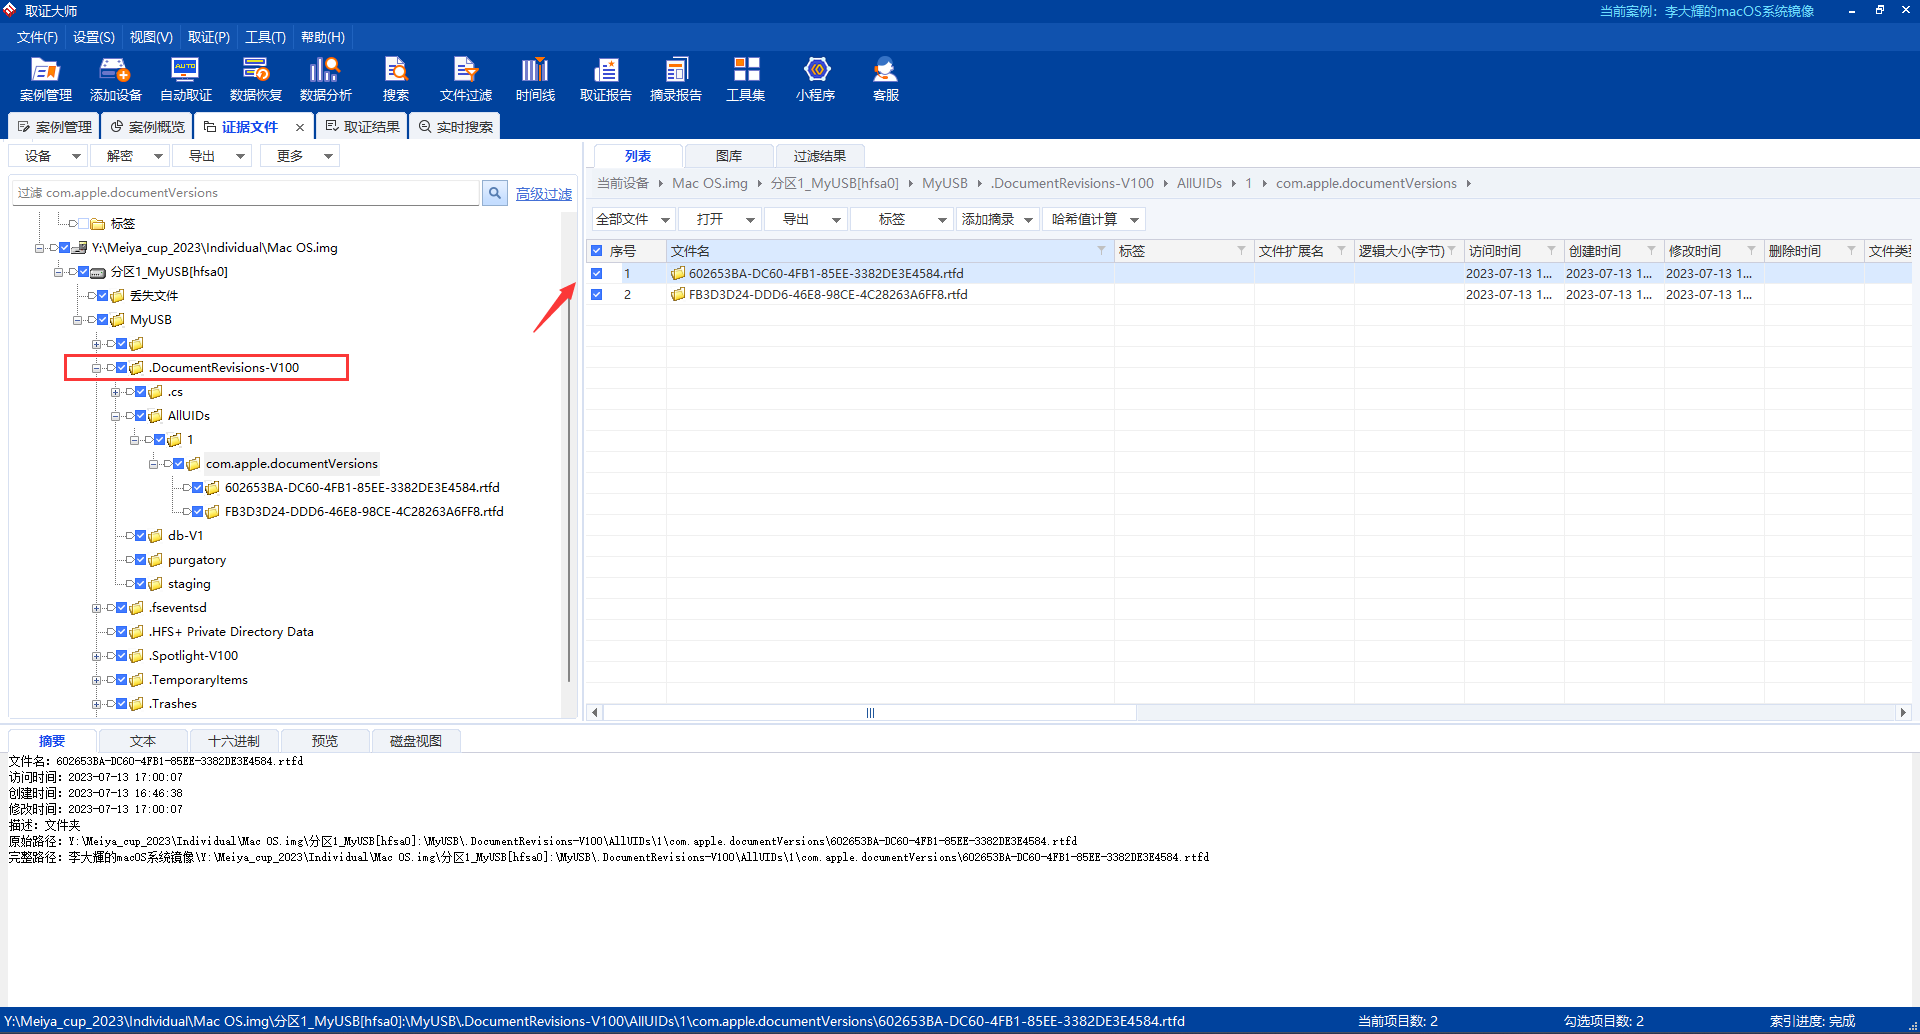 取证大师
当前案例：李大輝的macOS系统镜像
文件(F) 设置(S) 视图(V) 取证(P) 工具(T) 帮助(H)
AUTO
案例管理 添加设备 自动取证 数据恢复 数据分析 搜索 文件过滤 时间线 取证报告 摘录报告 工具集 小程序 客服
案例管理 案例概览 证据文件 取证结果 实时搜索
设备 解密 导出 更多
过滤 com.apple.documentVersions
高级过滤
标签
Y:\Meiya_cup_2023\Individual\Mac OS.img
分区1_MyUSB[hfsa0]
丢失文件
MyUSB
.DocumentRevisions-V100
.cs
AllUIDs
1
com.apple.documentVersions
602653BA-DC60-4FB1-85EE-3382DE3E4584.rtfd
FB3D3D24-DDD6-46E8-98CE-4C28263A6FF8.rtfd
db-V1
purgatory
staging
.fseventsd
.HFS+ Private Directory Data
.Spotlight-V100
.TemporaryItems
.Trashes
列表 图库 过滤结果
当前设备 Mac OS.img 分区1_MyUSB[hfsa0] MyUSB .DocumentRevisions-V100 AllUIDs 1 com.apple.documentVersions
全部文件 打开 导出 标签 添加摘录 哈希值计算
序号 文件名 标签 文件扩展名 逻辑大小(字节) 访问时间 创建时间 修改时间 删除时间 文件类
1 602653BA-DC60-4FB1-85EE-3382DE3E4584.rtfd 2023-07-13 1... 2023-07-13 1... 2023-07-13 1...
2 FB3D3D24-DDD6-46E8-98CE-4C28263A6FF8.rtfd 2023-07-13 1... 2023-07-13 1... 2023-07-13 1...
摘要 文本 十六进制 预览 磁盘视图
文件名：602653BA-DC60-4FB1-85EE-3382DE3E4584.rtfd
访问时间：2023-07-13 17:00:07
创建时间：2023-07-13 16:46:38
修改时间：2023-07-13 17:00:07
描述：文件夹
原始路径：Y:\Meiya_cup_2023\Individual\Mac OS.img\分区1_MyUSB[hfsa0]:\MyUSB\.DocumentRevisions-V100\AllUIDs\1\com.apple.documentVersions\602653BA-DC60-4FB1-85EE-3382DE3E4584.rtfd
完整路径：李大輝的macOS系统镜像\Y:\Meiya_cup_2023\Individual\Mac OS.img\分区1_MyUSB[hfsa0]:\MyUSB\.DocumentRevisions-V100\AllUIDs\1\com.apple.documentVersions\602653BA-DC60-4FB1-85EE-3382DE3E4584.rtfd
Y:\Meiya_cup_2023\Individual\Mac OS.img\分区1_MyUSB[hfsa0]:\MyUSB\.DocumentRevisions-V100\AllUIDs\1\com.apple.documentVersions\602653BA-DC60-4FB1-85EE-3382DE3E4584.rtfd
当前项目数: 2 勾选项目数: 2 索引进度: 完成